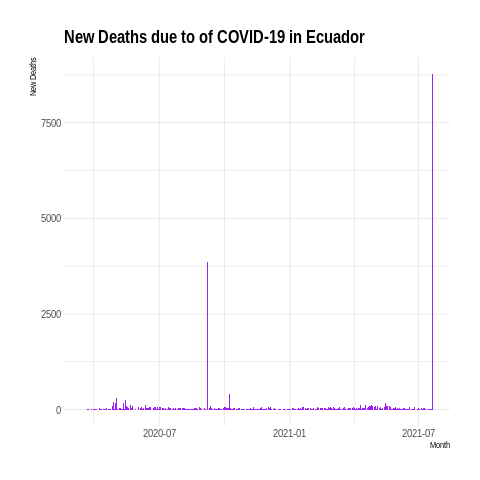 New Deaths due to of COVID-19 in Ecuador
New Deaths
7500
5000
2500
0
2020-07
2021-01
2021-07
Month